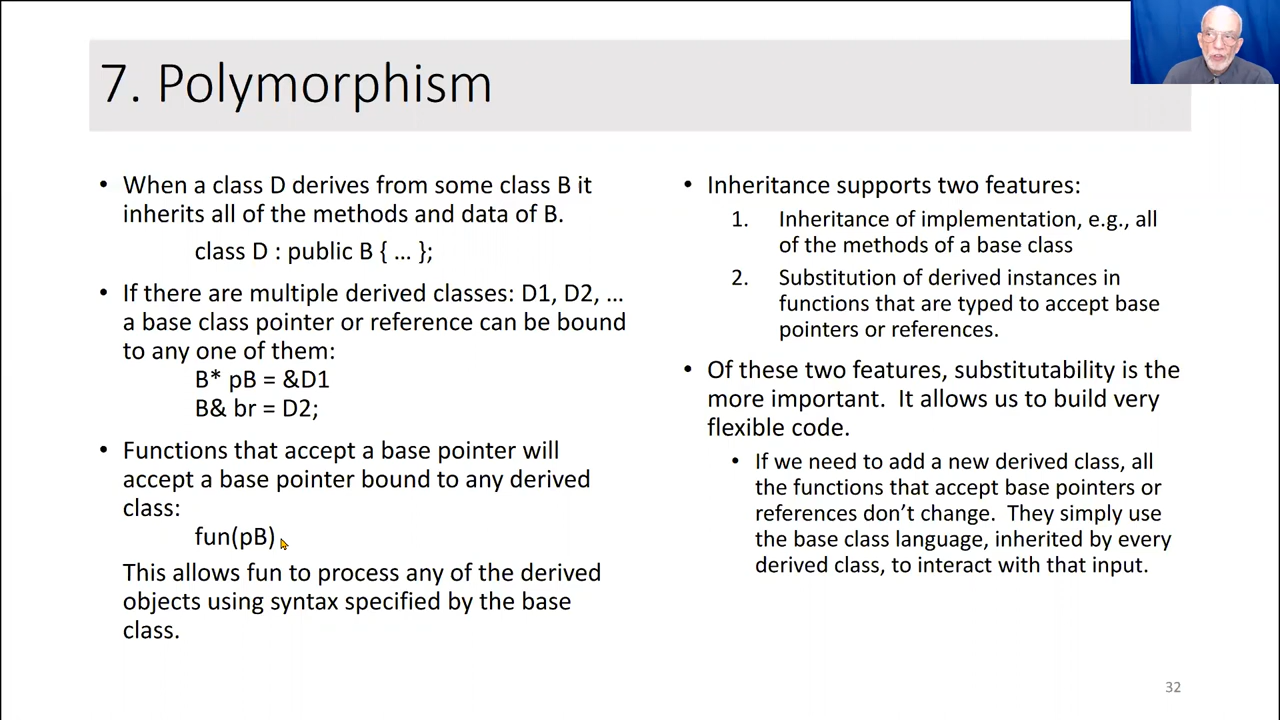 7. Polymorphism
• When a class D derives from some class B it
inherits all of the methods and data of B.
class D : public B { … };
• If there are multiple derived classes: D1, D2, …
a base class pointer or reference can be bound
to any one of them:
B* pB = &D1
B& br = D2;
• Functions that accept a base pointer will
accept a base pointer bound to any derived
class:
fun(pB)
This allows fun to process any of the derived
objects using syntax specified by the base
class.
• Inheritance supports two features:
1. Inheritance of implementation, e.g., all
of the methods of a base class
2. Substitution of derived instances in
functions that are typed to accept base
pointers or references.
• Of these two features, substitutability is the
more important.  It allows us to build very
flexible code.
• If we need to add a new derived class, all
the functions that accept base pointers or
references don’t change.  They simply use
the base class language, inherited by every
derived class, to interact with that input.
32